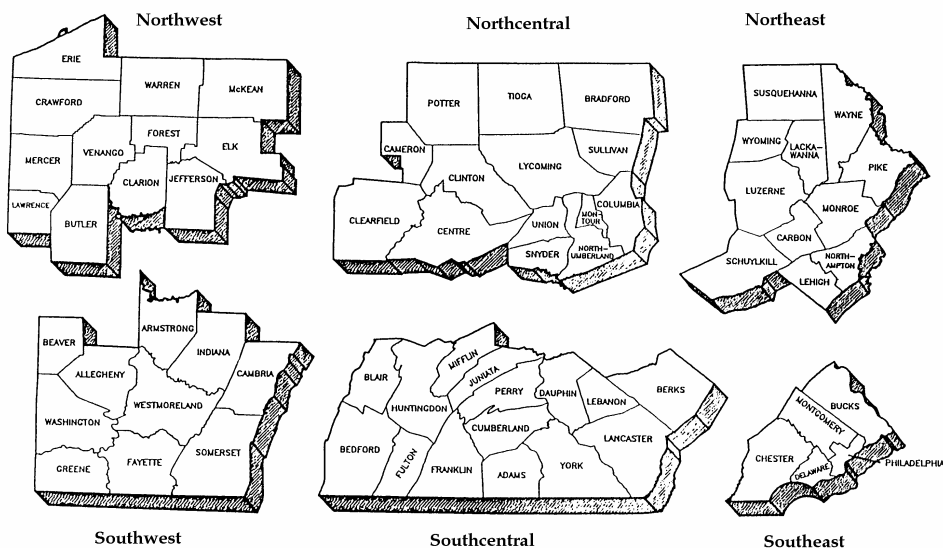 Northwest
ERIE
CRAWFORD
WARREN
McKEAN
MERCER
VENANGO
FOREST
ELK
CLARION
JEFFERSON
LAWRENCE
BUTLER
Northcentral
POTTER
TIOGA
BRADFORD
CAMERON
SULLIVAN
CLINTON
LYCOMING
CLEARFIELD
CENTRE
UNION
MON-
TOUR
COLUMBIA
SNYDER
NORTH-
UMBERLAND
Northeast
SUSQUEHANNA
WAYNE
WYOMING
LACKA-
WANNA
PIKE
LUZERNE
MONROE
CARBON
SCHUYLKILL
NORTH-
AMPTON
LEHIGH
ARMSTRONG
BEAVER
INDIANA
ALLEGHENY
CAMBRIA
WESTMORELAND
WASHINGTON
SOMERSET
GREENE
FAYETTE
Southwest
MIFFLIN
BLAIR
JUNIATA
HUNTINGDON
PERRY
DAUPHIN
LEBANON
BERKS
CUMBERLAND
BEDFORD
FULTON
FRANKLIN
ADAMS
YORK
LANCASTER
Southcentral
BUCKS
MONTGOMERY
CHESTER
DELAWARE
PHILADELPHIA
Southeast